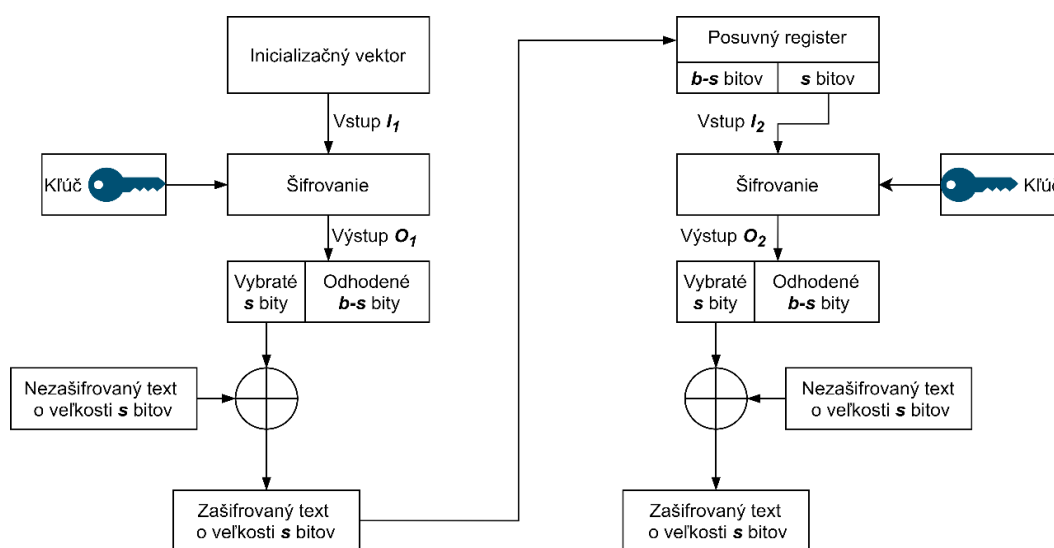 Inicializačný vektor
Vstup I1
Kľúč
Šifrovanie
Výstup O1
Vybraté
s bity
Odhodené
b-s bity
Nezašifrovaný text
o veľkosti s bitov
Zašifrovaný text
o veľkosti s bitov
Posuvný register
b-s bitov
s bitov
Vstup I2
Šifrovanie
Kľúč
Výstup O2
Vybraté
s bity
Odhodené
b-s bity
Nezašifrovaný text
o veľkosti s bitov
Zašifrovaný text
o veľkosti s bitov